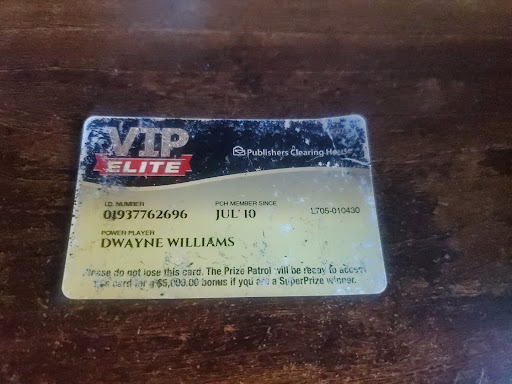 VIP
ELITE
Publishers Clearing House
I.D. NUMBER
01937762696
PCH MEMBER SINCE
JUL' 10
L705-010430
POWER PLAYER
DWAYNE WILLIAMS
Please do not lose this card. The Prize Patrol will be ready to accept
this card for a $5,000.00 bonus if you are a SuperPrize winner.